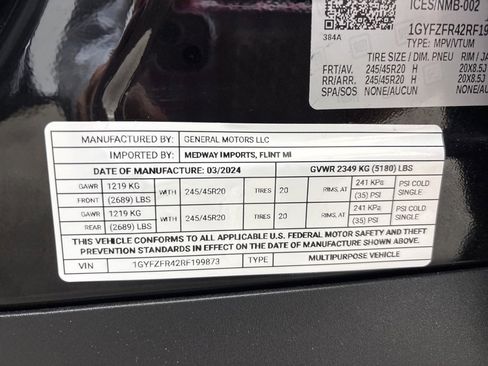 ICES/NMB-002
384A
1GYFZFR42RF199
TYPE: MPV/VTUM
TIRE SIZE / DIM. PNEU RIM / JA
FRT/AV. 245/45R20 H 20X8.5J
RR/ARR. 245/45R20 H 20X8.5J
SPA/SOS NONE/AUCUN NONE/AUC
MANUFACTURED BY: GENERAL MOTORS LLC
IMPORTED BY: MEDWAY IMPORTS, FLINT MI
DATE OF MANUFACTURE: 03/2024 GVWR 2349 KG (5180) LBS
GAWR 1219 KG WITH 245/45R20 TIRES 20 RIMS, AT 241 KPa PSI COLD
FRONT (2689) LBS (35) PSI SINGLE
GAWR 1219 KG WITH 245/45R20 TIRES 20 RIMS, AT 241 KPa PSI COLD
REAR (2689) LBS (35) PSI SINGLE
THIS VEHICLE CONFORMS TO ALL APPLICABLE U.S. FEDERAL MOTOR SAFETY AND THEFT
PREVENTION STANDARDS IN EFFECT ON THE DATE OF MANUFACTURE SHOWN ABOVE.
VIN 1GYFZFR42RF199873 TYPE MULTIPURPOSE VEHICLE